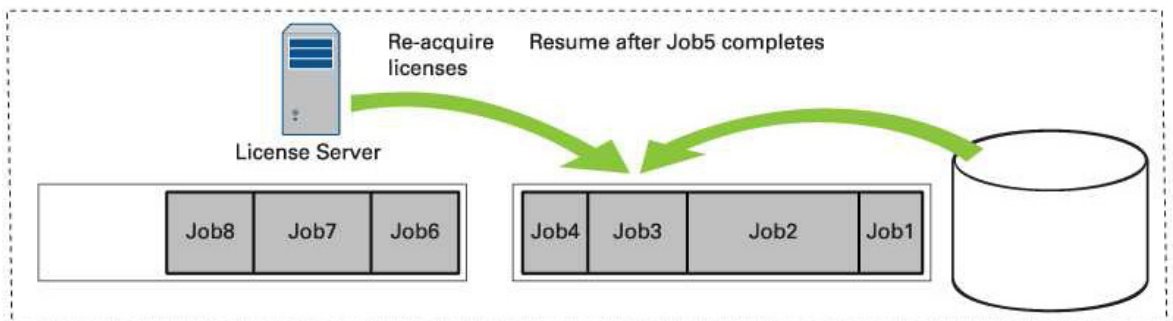 Re-acquire
licenses
Resume after Job5 completes
License Server
Job8 Job7 Job6 Job4 Job3 Job2 Job1